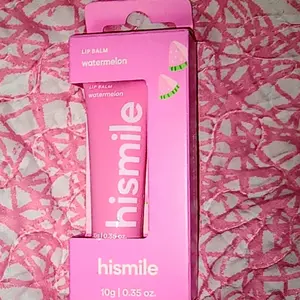 LIP BALM
watermelon
LIP BALM
watermelon
hismile
hismile
10g | 0.35 oz.